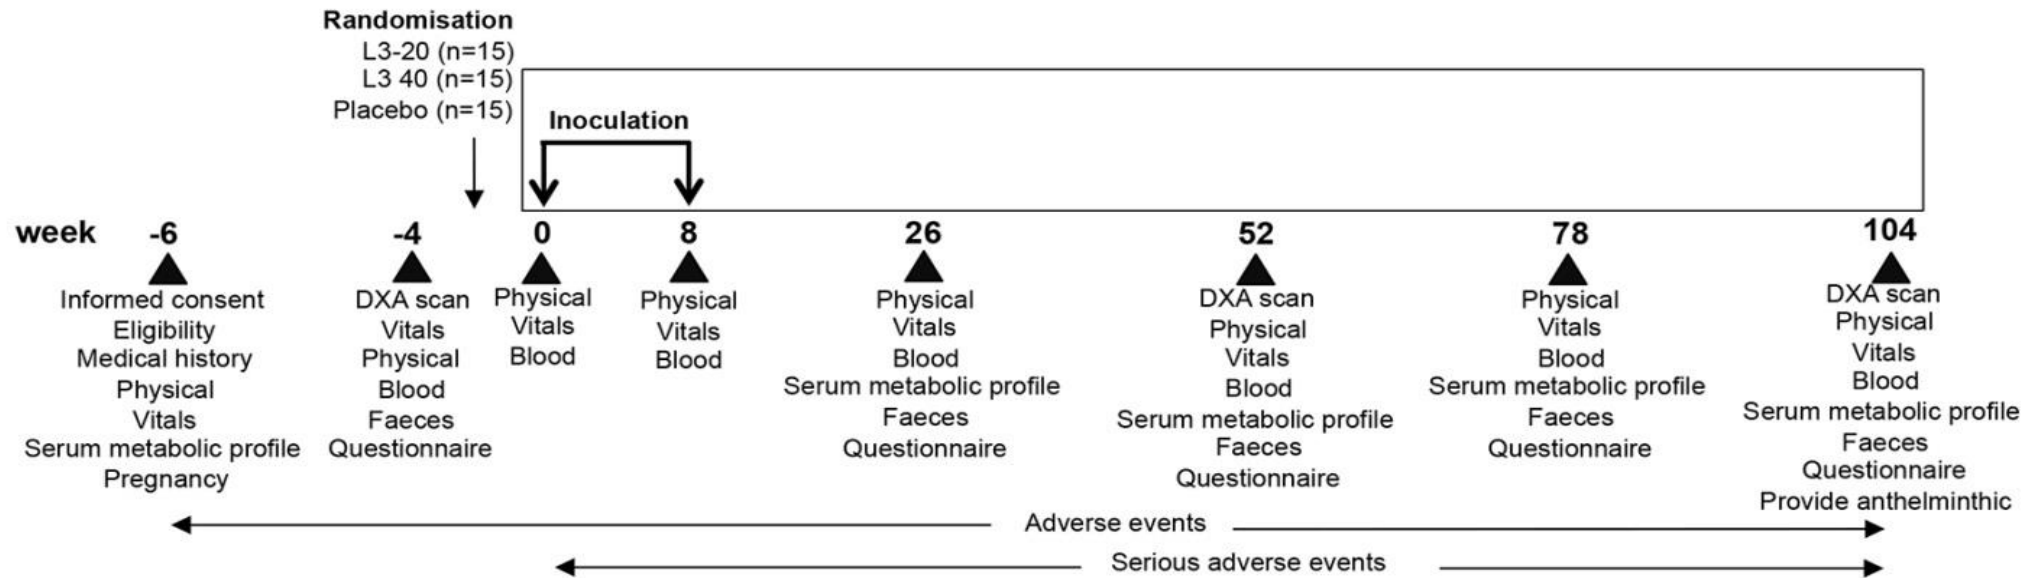 Randomisation
L3-20 (n=15)
L3 40 (n=15)
Placebo (n=15)
Inoculation
week -6 -4 0 8 26 52 78 104
Informed consent
Eligibility
Medical history
Physical
Vitals
Serum metabolic profile
Pregnancy
DXA scan
Vitals
Physical
Blood
Faeces
Questionnaire
Physical
Vitals
Blood
Physical
Vitals
Blood
Physical
Vitals
Blood
Serum metabolic profile
Faeces
Questionnaire
DXA scan
Physical
Vitals
Blood
Serum metabolic profile
Faeces
Questionnaire
Physical
Vitals
Blood
Serum metabolic profile
Faeces
Questionnaire
DXA scan
Physical
Vitals
Blood
Serum metabolic profile
Faeces
Questionnaire
Provide anthelminthic
Adverse events
Serious adverse events